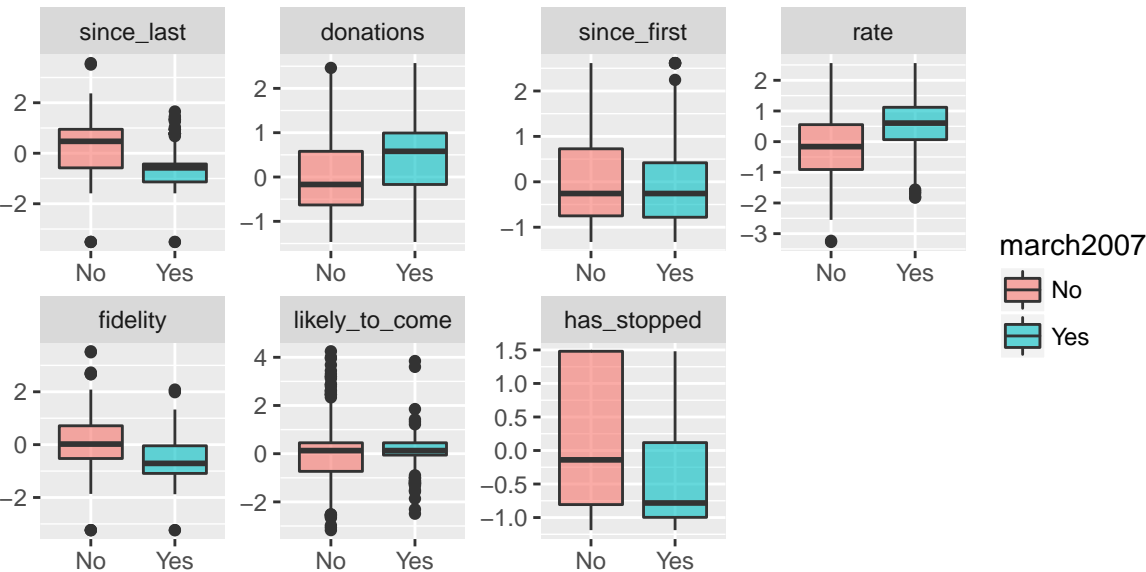 since_last
donations
since_first
rate
2
0
−2
2
1
0
−1
2
1
0
−1
2
1
0
−1
−2
−3
No
Yes
No
Yes
No
Yes
No
Yes
march2007
No
Yes
fidelity
likely_to_come
has_stopped
2
0
−2
4
2
0
−2
1.5
1.0
0.5
0.0
−0.5
−1.0
No
Yes
No
Yes
No
Yes